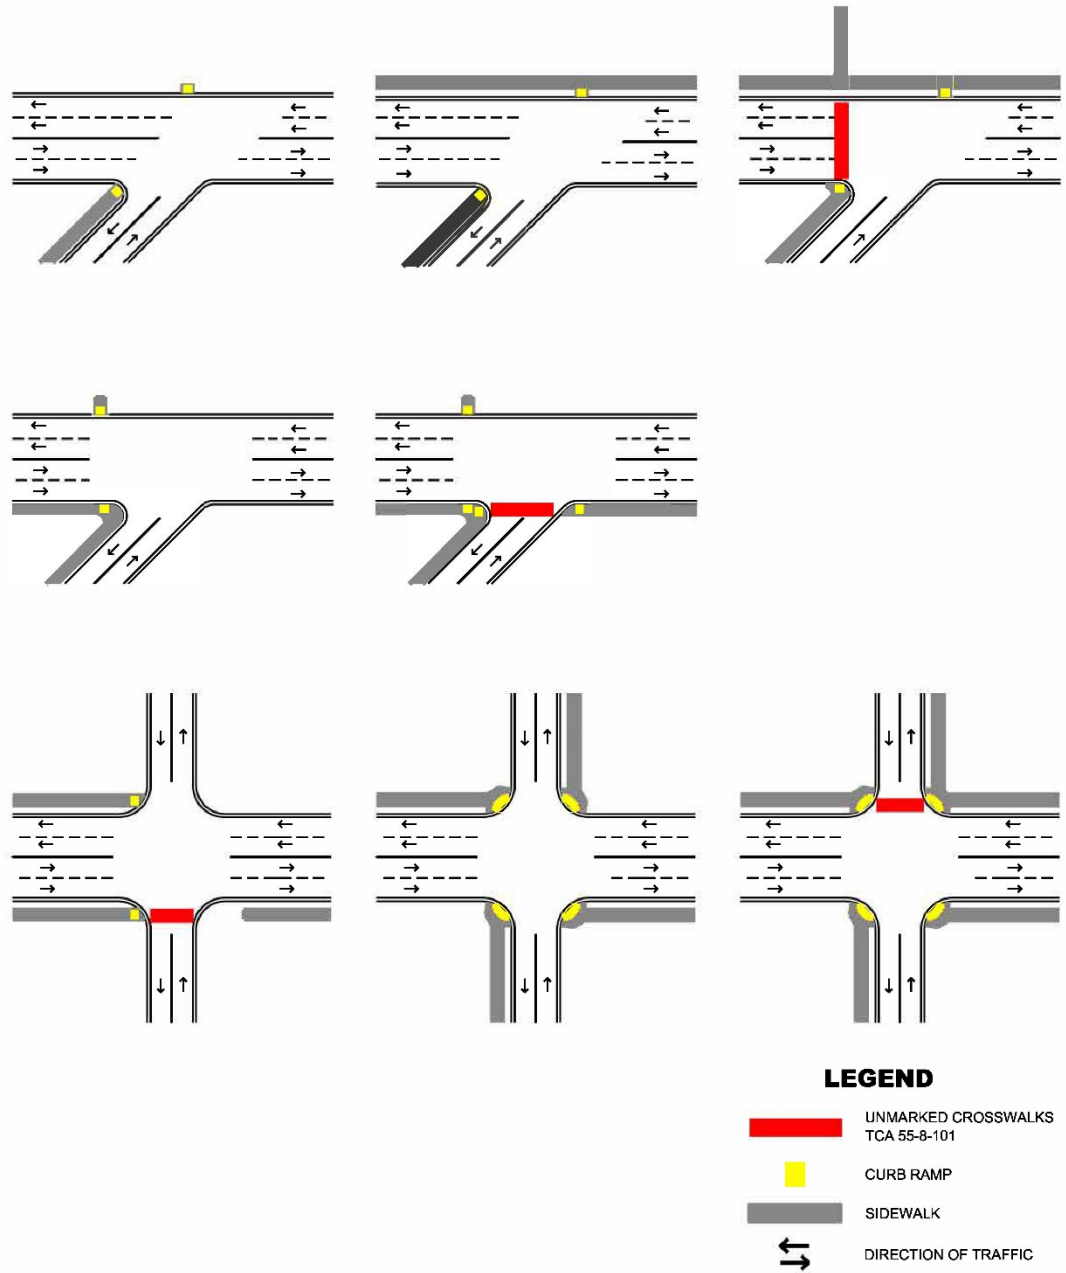 LEGEND
UNMARKED CROSSWALKS
TCA 55-8-101
CURB RAMP
SIDEWALK
DIRECTION OF TRAFFIC